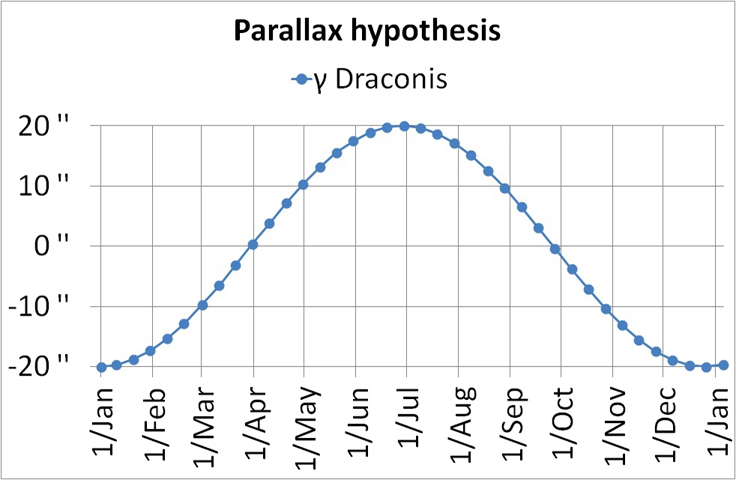 Parallax hypothesis
γ Draconis
20 "
10 "
0 "
-10 "
-20 "
1/Jan
1/Feb
1/Mar
1/Apr
1/May
1/Jun
1/Jul
1/Aug
1/Sep
1/Oct
1/Nov
1/Dec
1/Jan